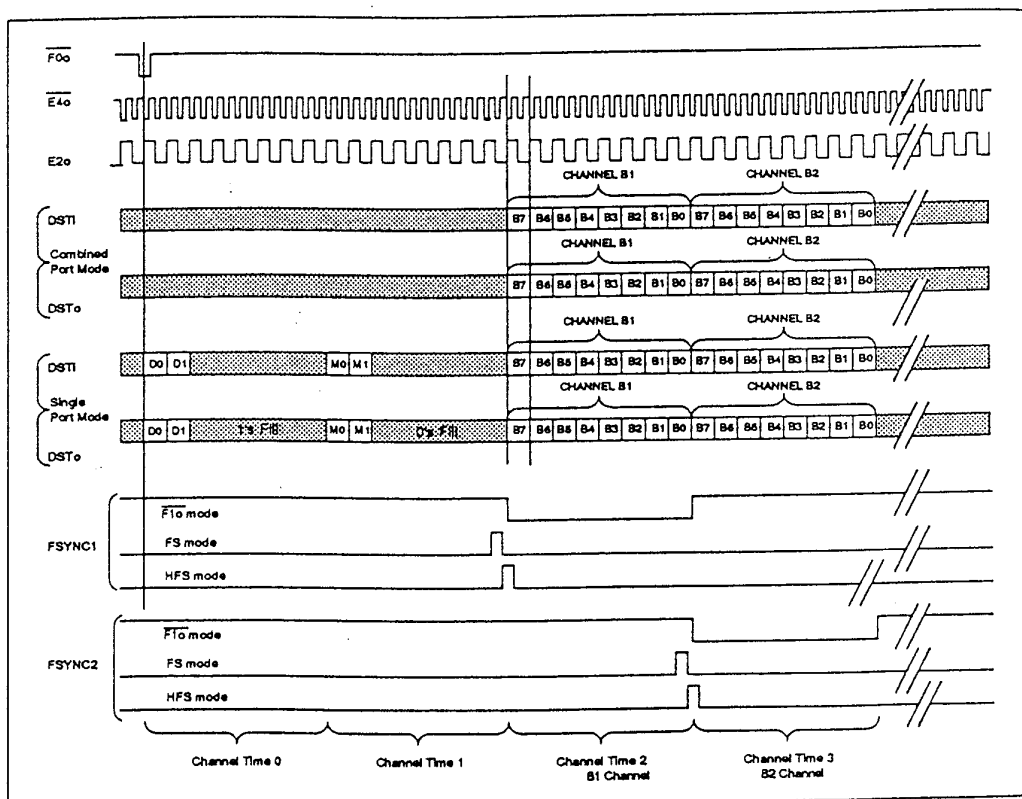 F0o
E4o
E2o
CHANNEL B1 CHANNEL B2
DSTi B7 B6 B5 B4 B3 B2 B1 B0 B7 B6 B5 B4 B3 B2 B1 B0
Combined
Port Mode
CHANNEL B1 CHANNEL B2
DSTo B7 B6 B5 B4 B3 B2 B1 B0 B7 B6 B5 B4 B3 B2 B1 B0
CHANNEL B1 CHANNEL B2
DSTi D0 D1 M0 M1 B7 B6 B5 B4 B3 B2 B1 B0 B7 B6 B5 B4 B3 B2 B1 B0
Single
Port Mode
CHANNEL B1 CHANNEL B2
DSTo D0 D1 1's Fill M0 M1 0's Fill B7 B6 B5 B4 B3 B2 B1 B0 B7 B6 B5 B4 B3 B2 B1 B0
FSYNC1
F1o mode
FS mode
HFS mode
FSYNC2
F1o mode
FS mode
HFS mode
Channel Time 0 Channel Time 1 Channel Time 2 Channel Time 3
B1 Channel B2 Channel